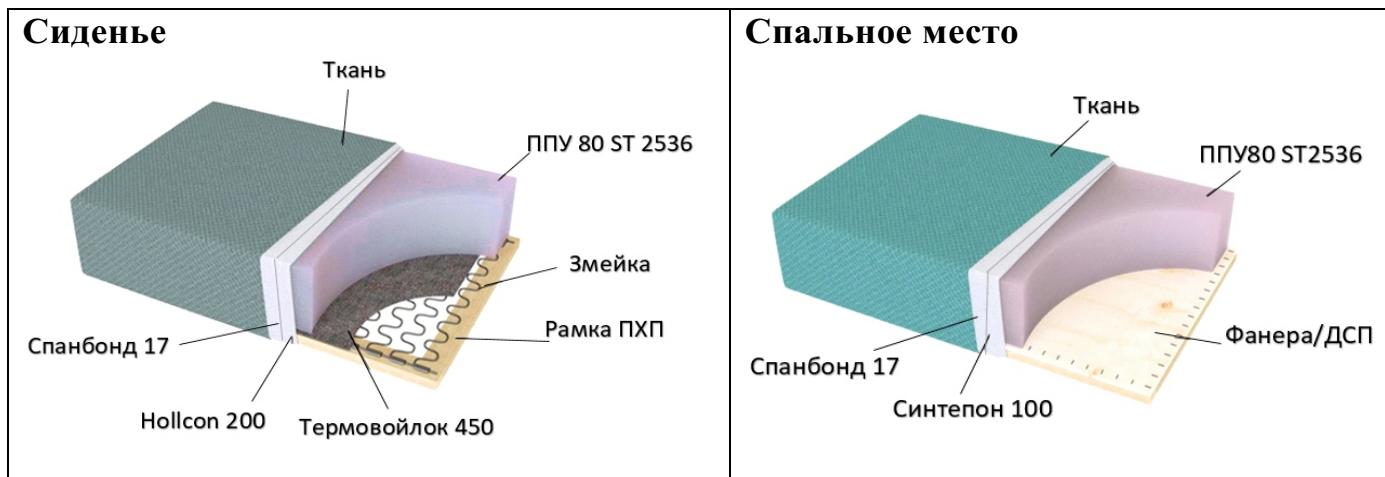 Сиденье
Ткань
ППУ 80 ST 2536
Змейка
Рамка ПХП
Спанбонд 17
Hollcon 200
Термовойлок 450
Спальное место
Ткань
ППУ80 ST2536
Фанера/ДСП
Спанбонд 17
Синтепон 100